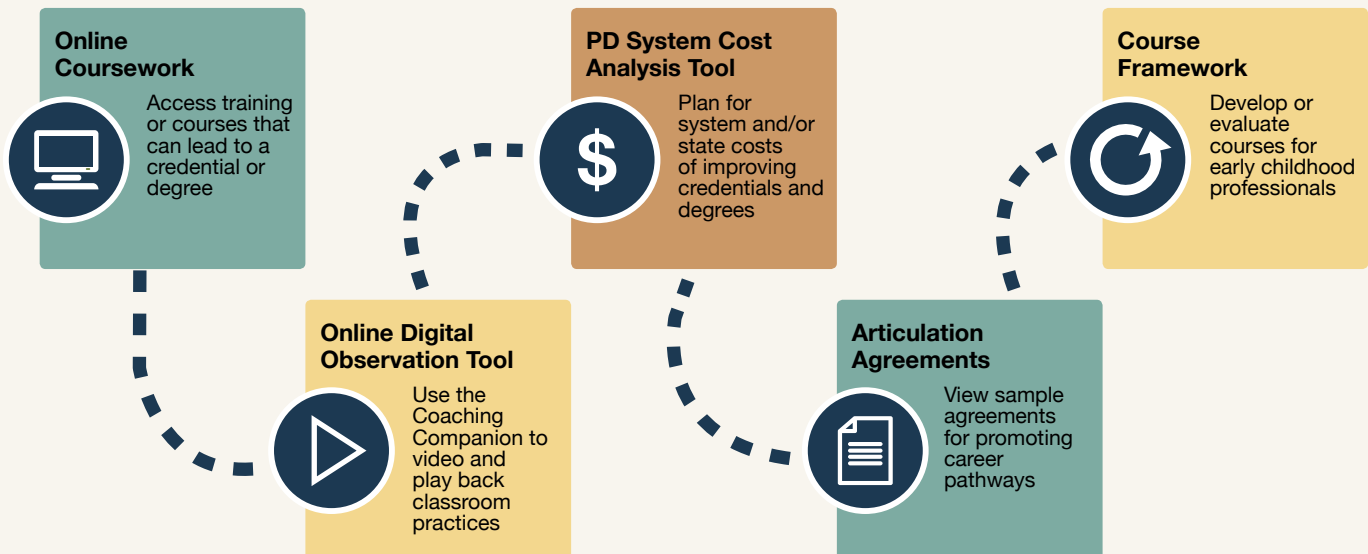 Online
Coursework
Access training
or courses that
can lead to a
credential or
degree
Online Digital
Observation Tool
Use the
Coaching
Companion to
video and
play back
classroom
practices
PD System Cost
Analysis Tool
$
Plan for
system and/or
state costs
of improving
credentials and
degrees
Articulation
Agreements
View sample
agreements
for promoting
career
pathways
Course
Framework
Develop or
evaluate
courses for
early childhood
professionals